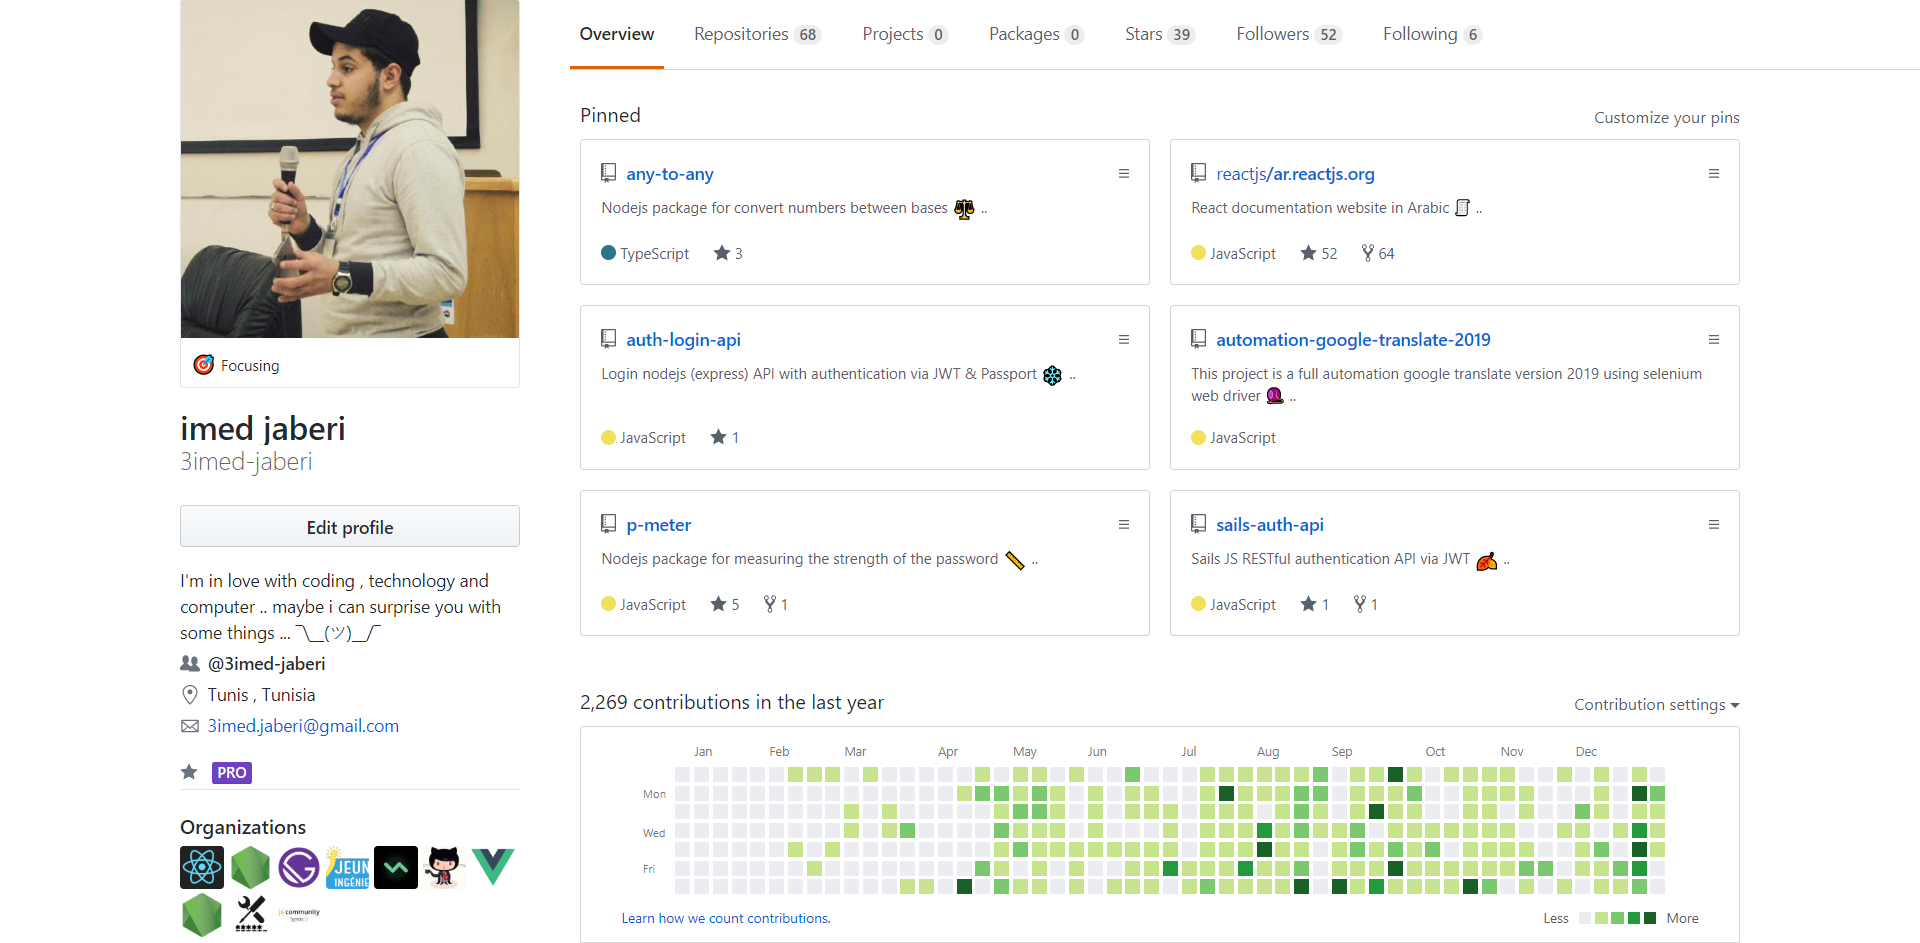 Overview
Repositories 68
Projects 0
Packages 0
Stars 39
Followers 52
Following 6
Focusing
imed jaberi
3imed-jaberi
Edit profile
I'm in love with coding , technology and
computer .. maybe i can surprise you with
some things ... ¯\__(ツ)__/¯
@3imed-jaberi
Tunis , Tunisia
3imed.jaberi@gmail.com
PRO
Organizations
JEUN
INGÉNIE
js-community
Pinned
Customize your pins
any-to-any
Nodejs package for convert numbers between bases ⚖️ ..
TypeScript 3
reactjs/ar.reactjs.org
React documentation website in Arabic 📜 ..
JavaScript 52 64
auth-login-api
Login nodejs (express) API with authentication via JWT & Passport ❄️ ..
JavaScript 1
automation-google-translate-2019
This project is a full automation google translate version 2019 using selenium
web driver 🔮 ..
JavaScript
p-meter
Nodejs package for measuring the strength of the password 📏 ..
JavaScript 5 1
sails-auth-api
Sails JS RESTful authentication API via JWT 🍂 ..
JavaScript 1 1
2,269 contributions in the last year
Contribution settings
Jan Feb Mar Apr May Jun Jul Aug Sep Oct Nov Dec
Mon
Wed
Fri
Learn how we count contributions.
Less More